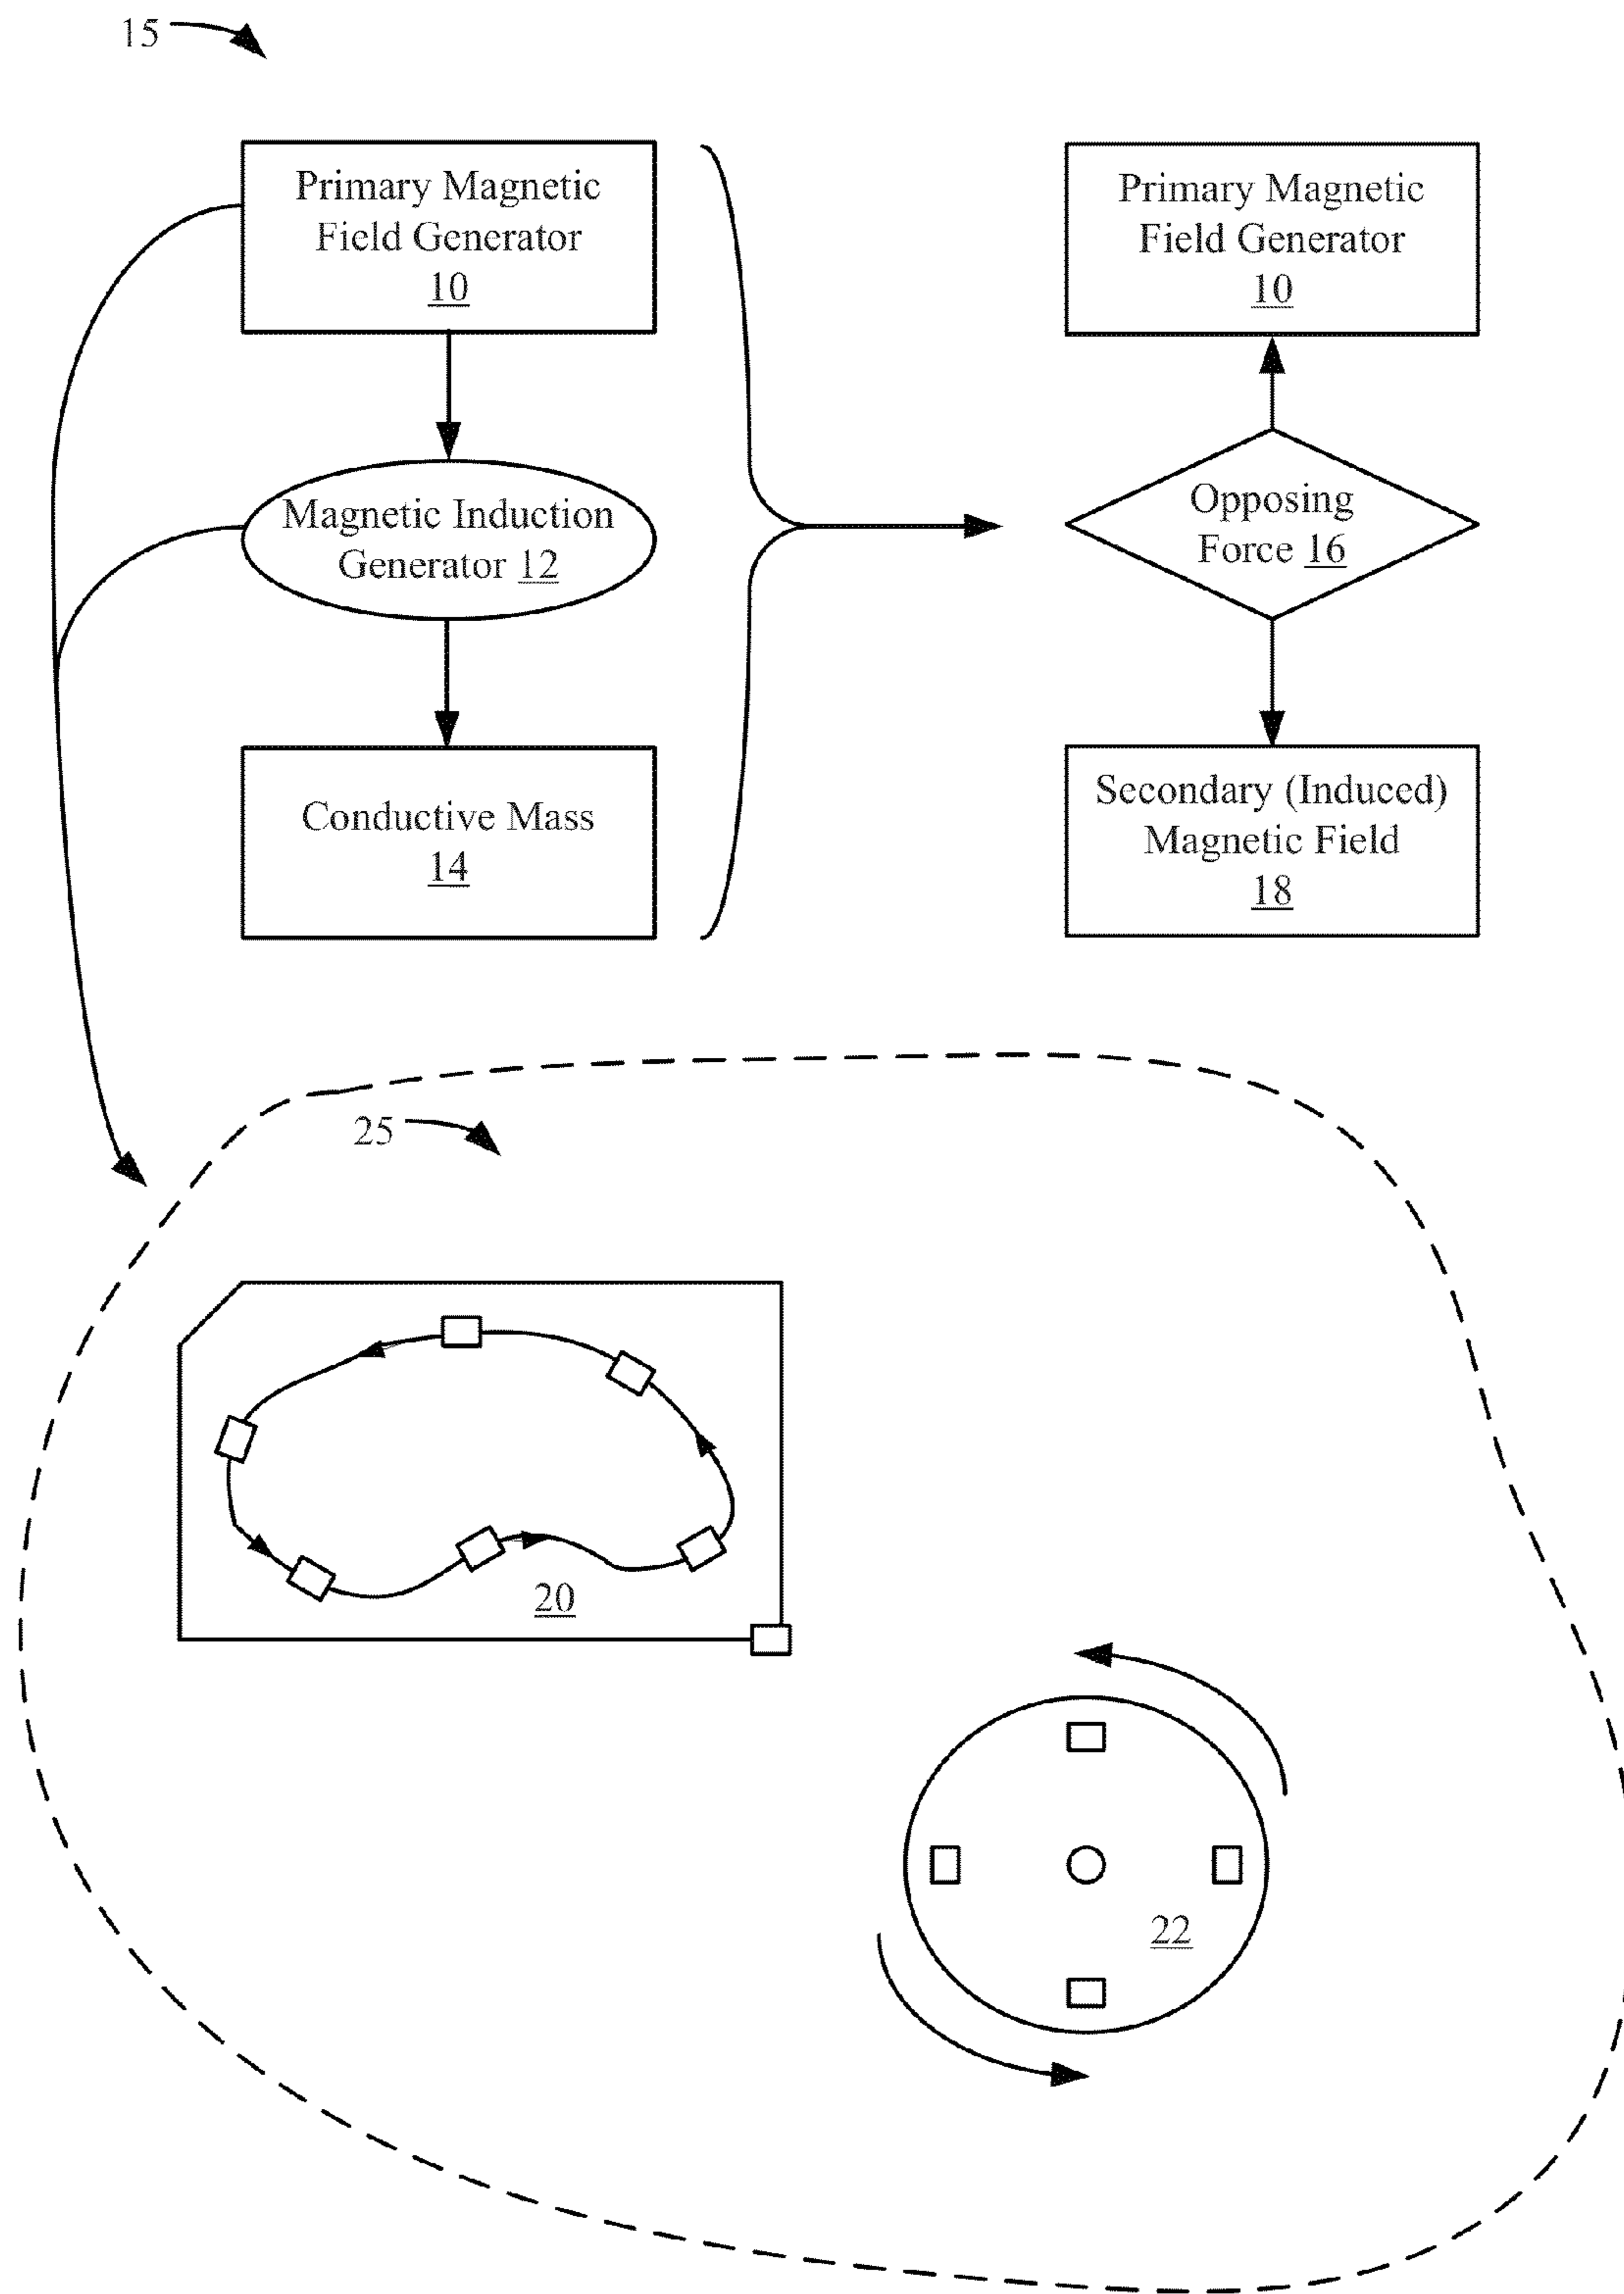 15
Primary Magnetic
Field Generator
10
Magnetic Induction
Generator 12
Conductive Mass
14
Primary Magnetic
Field Generator
10
Opposing
Force 16
Secondary (Induced)
Magnetic Field
18
25
20
22